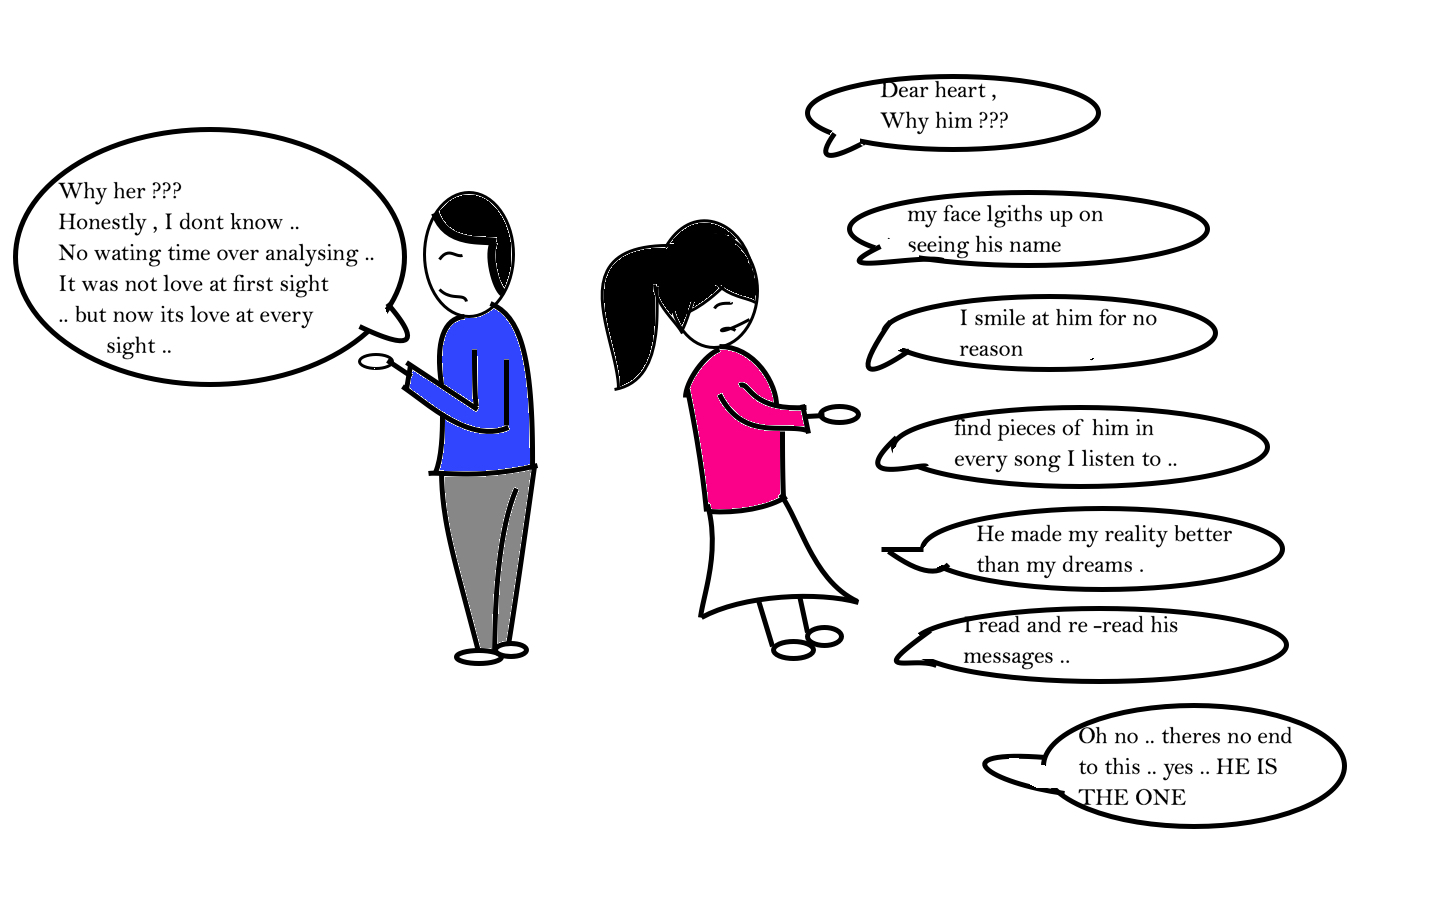 Why her ???
Honestly , I dont know ..
No wating time over analysing ..
It was not love at first sight
.. but now its love at every
sight ..
Dear heart ,
Why him ???
my face lgiths up on
seeing his name
I smile at him for no
reason
find pieces of him in
every song I listen to ..
He made my reality better
than my dreams .
I read and re -read his
messages ..
Oh no .. theres no end
to this .. yes .. HE IS
THE ONE